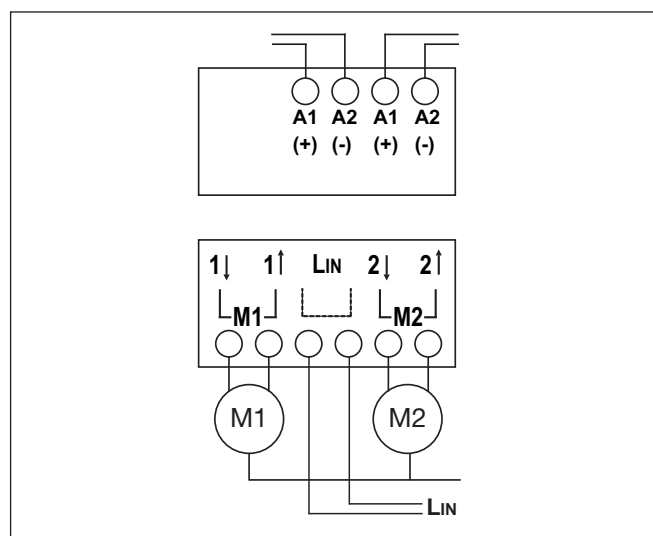 A1 A2 A1 A2
(+) (-) (+) (-)
1↓ 1↑ LIN 2↓ 2↑
M1 M2
M1 M2
LIN